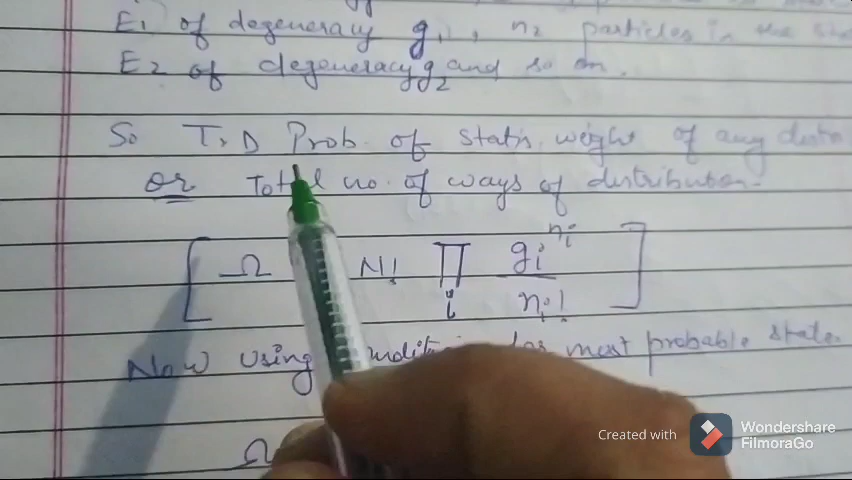 E1 of degeneracy g1, n2 particles in the
E2 of degeneracy g2 and so on.
So T.D Prob. of statis. weight of any distri
or Total no. of ways of distribution.
Ω N! ∏i gi^ni / ni!
Now using for most probable state.
Ω
Created with Wondershare FilmoraGo